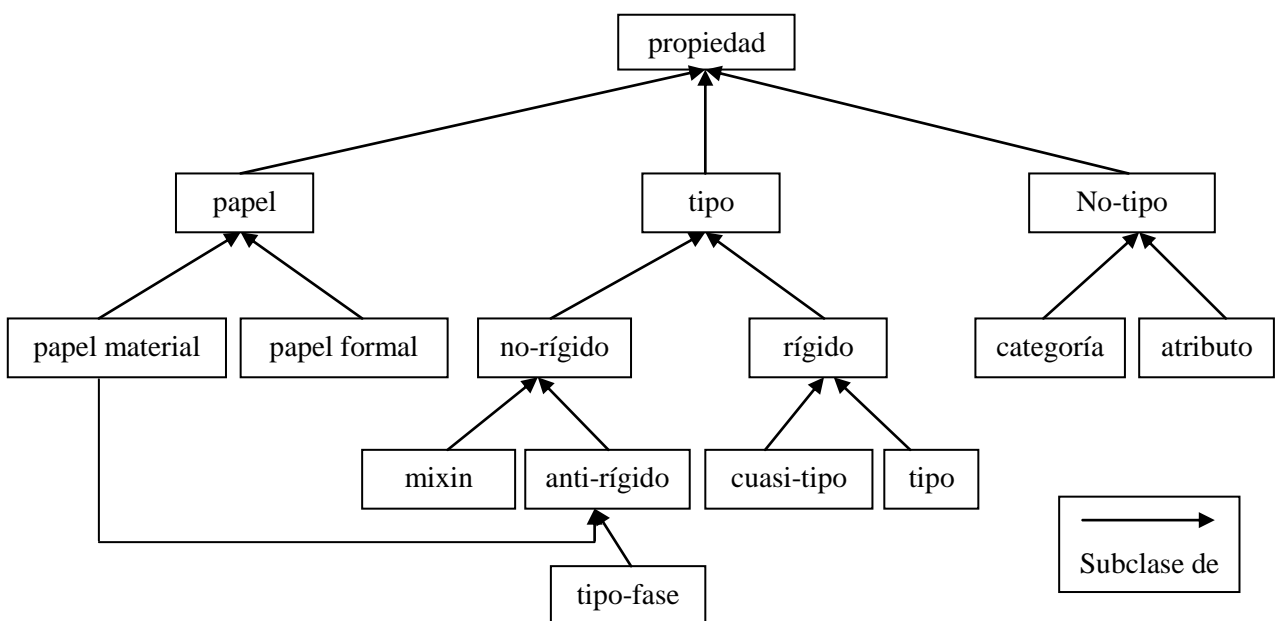 propiedad
papel
tipo
No-tipo
papel material
papel formal
no-rígido
rígido
categoría
atributo
mixin
anti-rígido
cuasi-tipo
tipo
Subclase de
tipo-fase